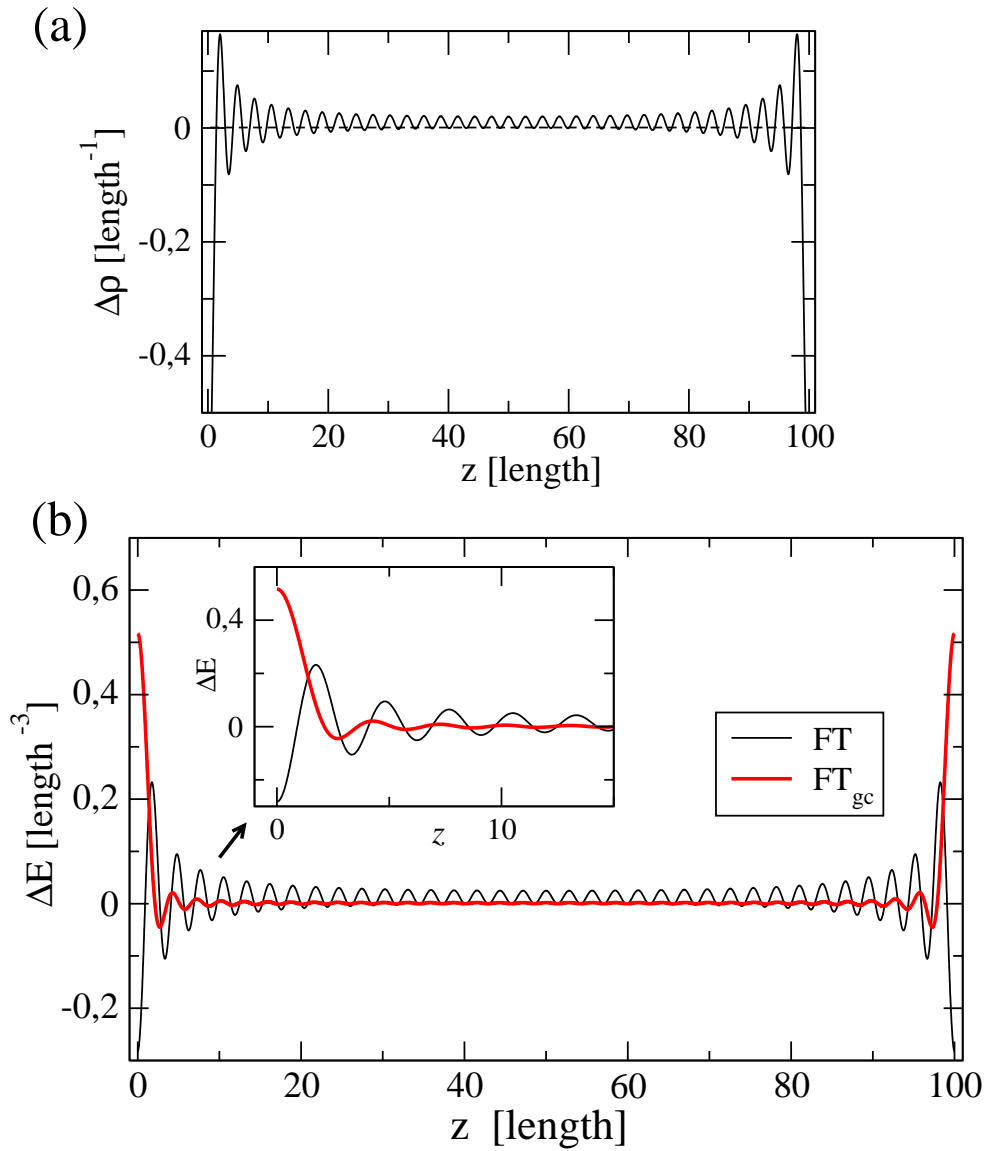 (a)
0
-0,2
-0,4
Δρ [length⁻¹]
0 20 40 60 80 100
z [length]
(b)
0,6
0,4
0,2
0
-0,2
ΔE [length⁻³]
0,4
0
ΔE
0 10
z
FT
FT_gc
0 20 40 60 80 100
z [length]